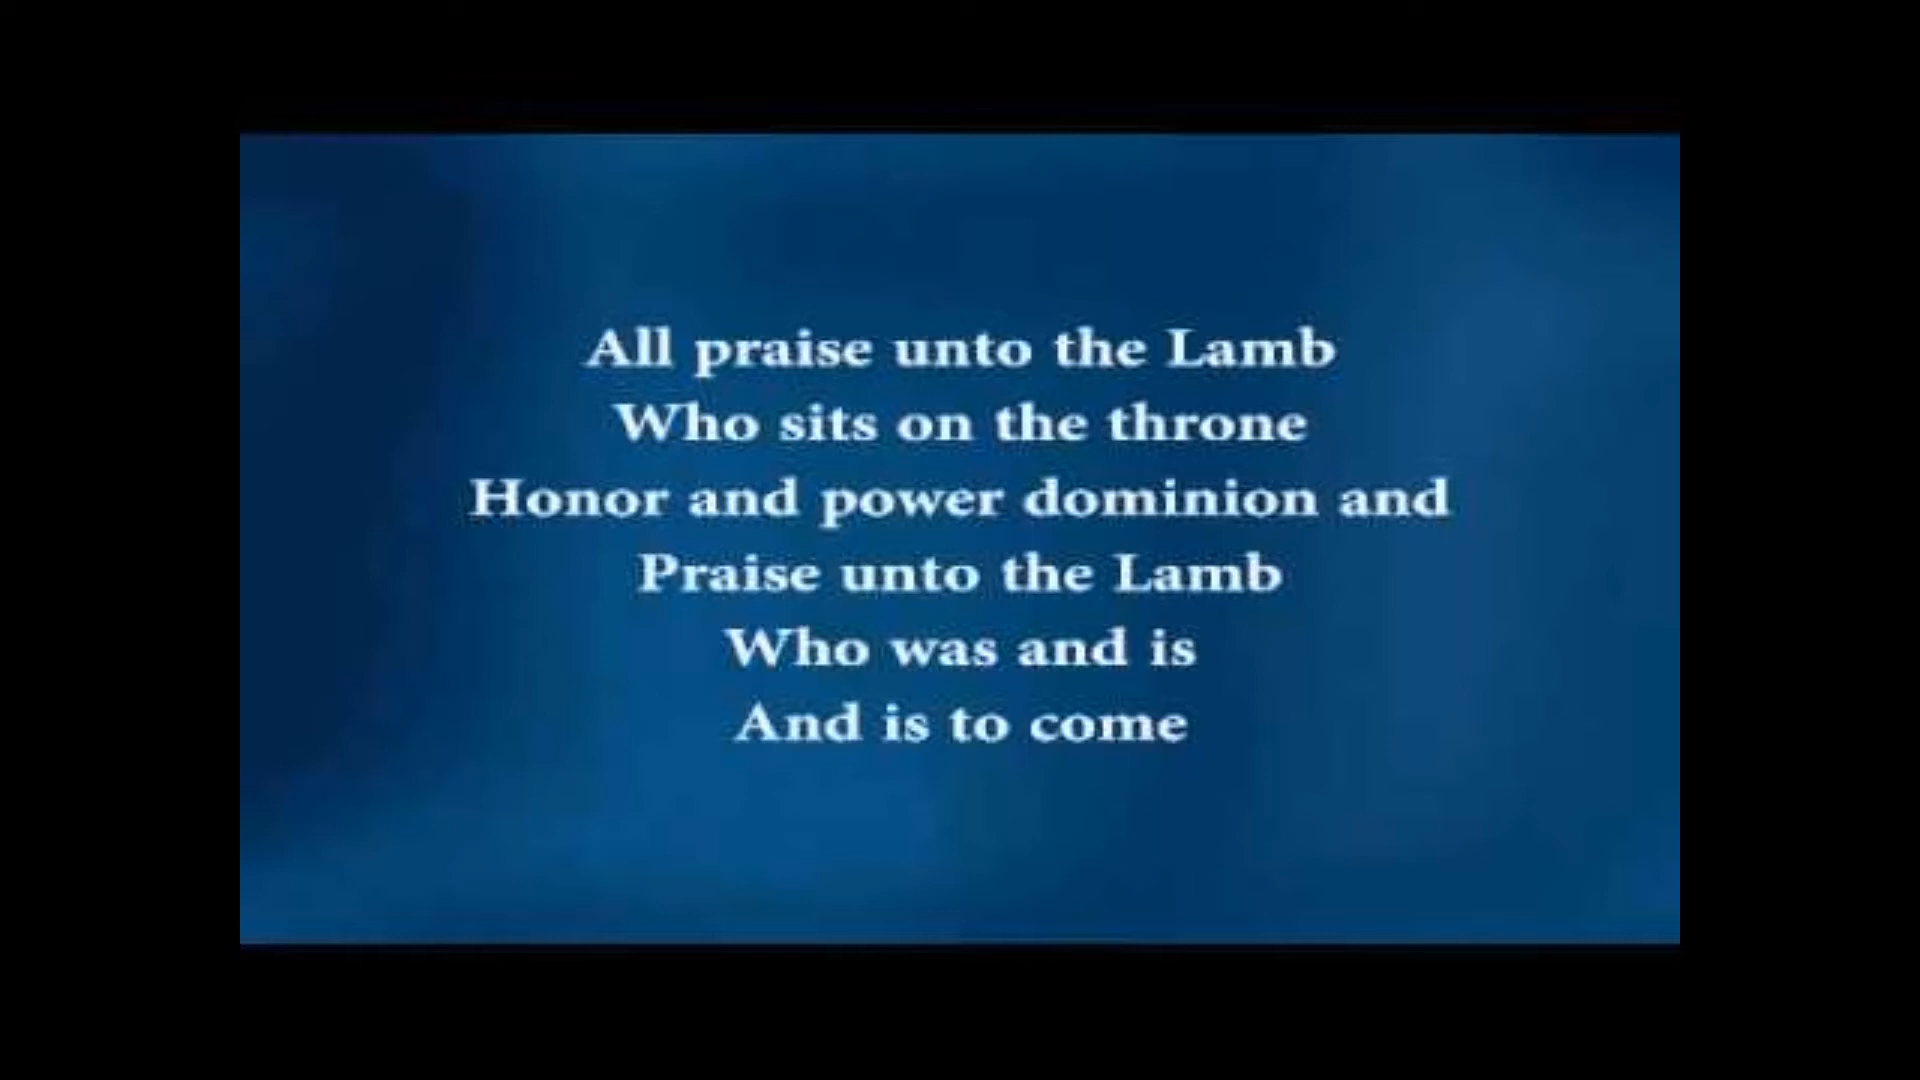 All praise unto the Lamb
Who sits on the throne
Honor and power dominion and
Praise unto the Lamb
Who was and is
And is to come